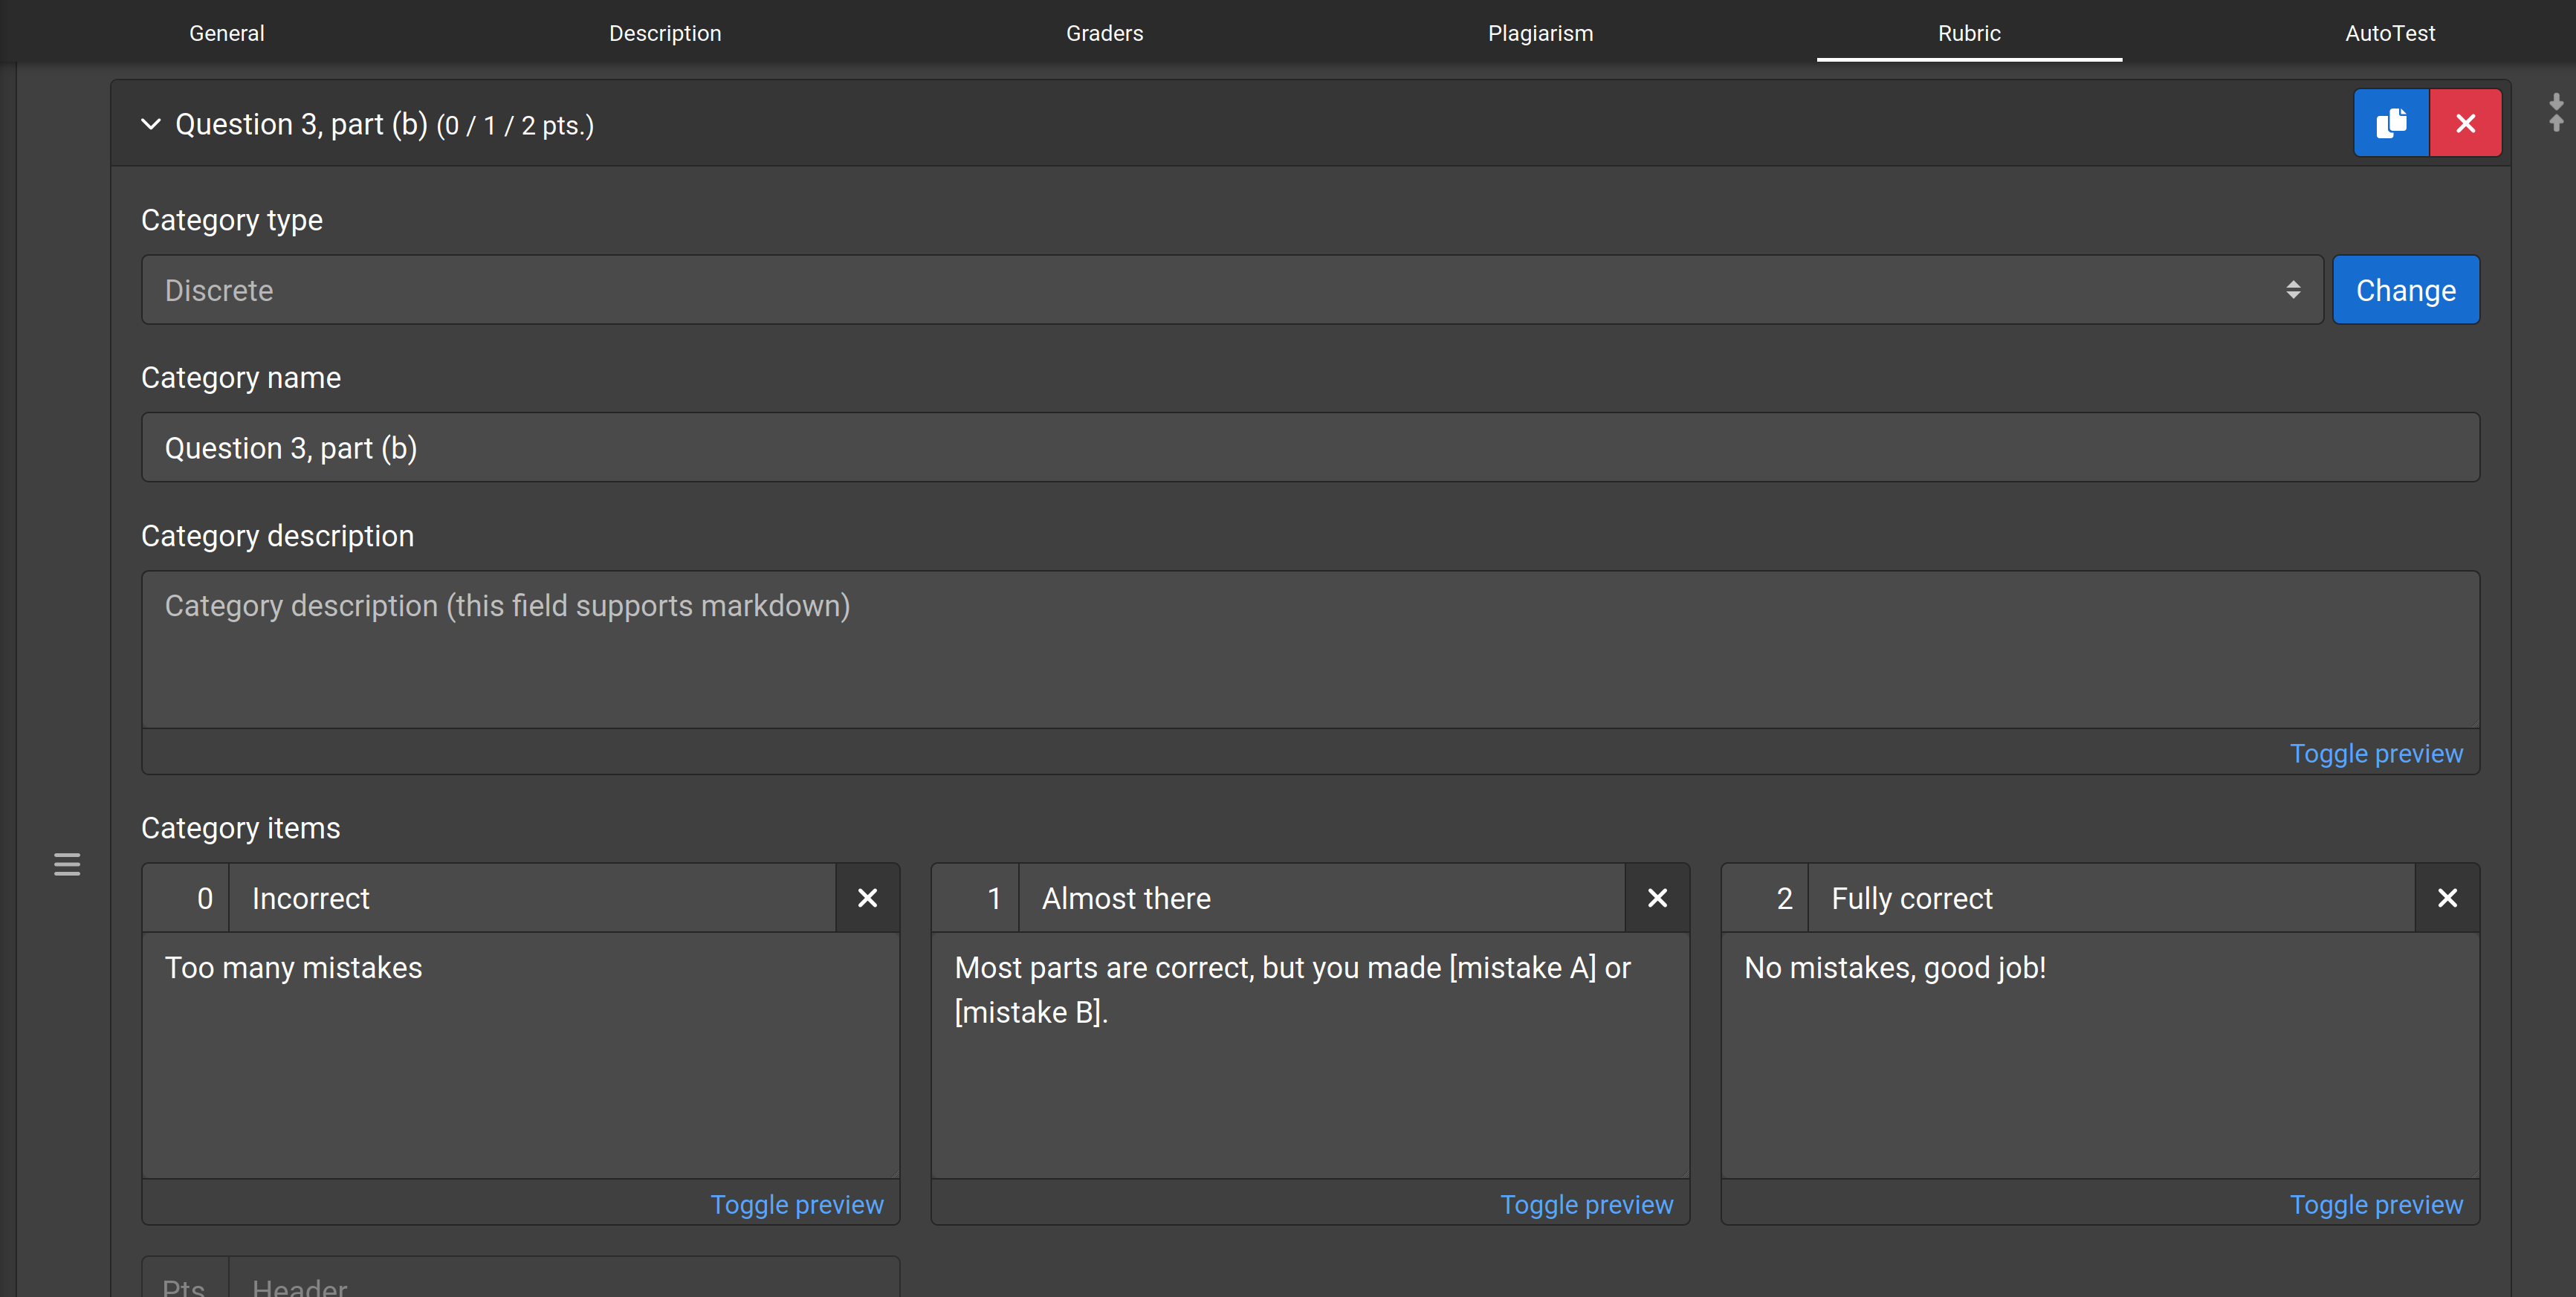 General Description Graders Plagiarism Rubric AutoTest
Question 3, part (b) (0 / 1 / 2 pts.)
Category type
Discrete Change
Category name
Question 3, part (b)
Category description
Category description (this field supports markdown)
Toggle preview
Category items
0 Incorrect
Too many mistakes
Toggle preview
1 Almost there
Most parts are correct, but you made [mistake A] or
[mistake B].
Toggle preview
2 Fully correct
No mistakes, good job!
Toggle preview
Pts Header